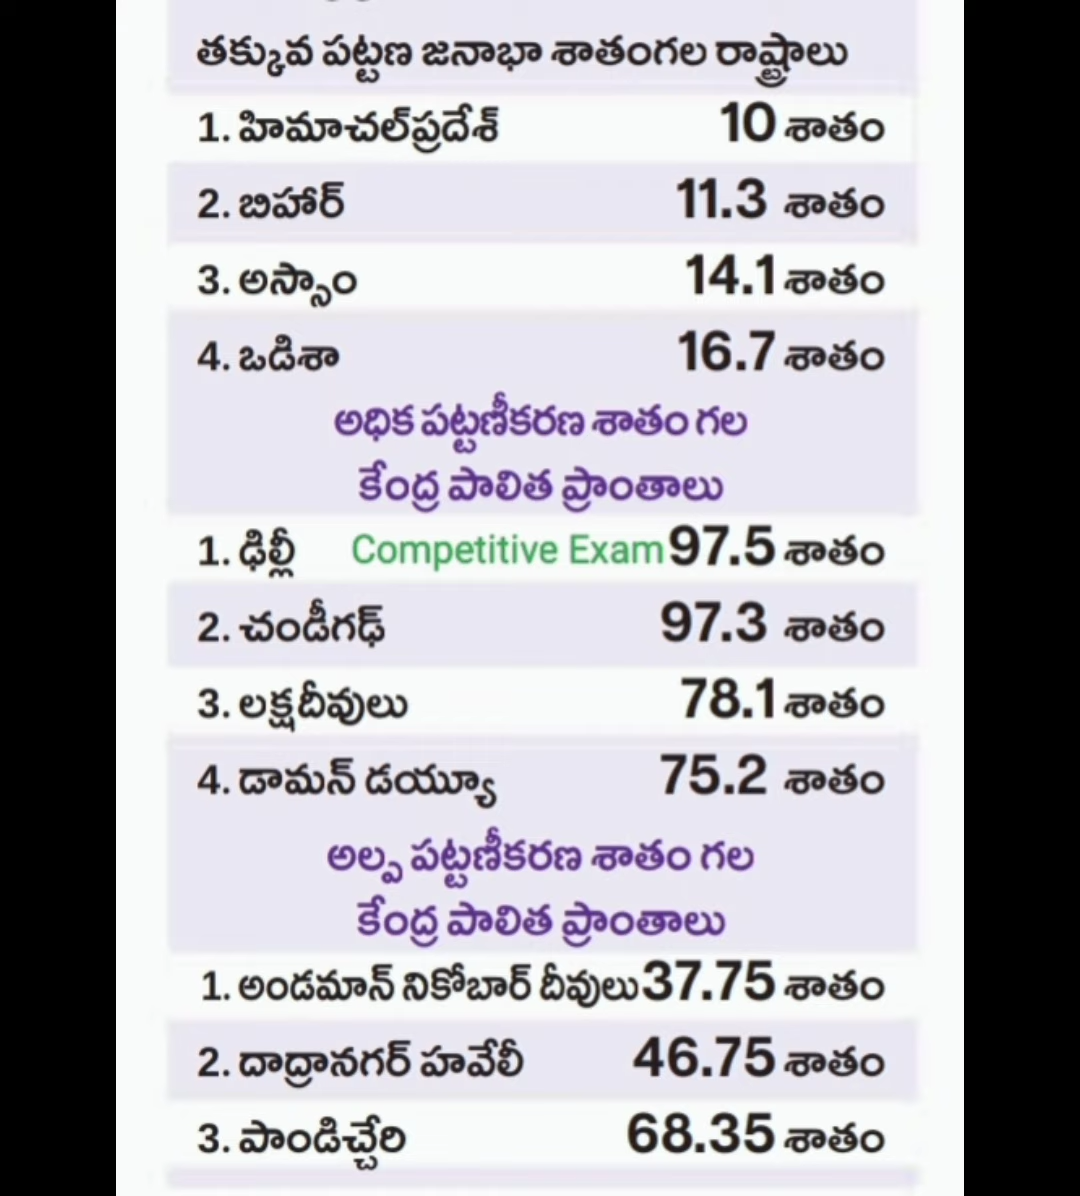 తక్కువ పట్టణ జనాభా శాతంగల రాష్ట్రాలు
1. హిమాచల్‌ప్రదేశ్ 10 శాతం
2. బిహార్ 11.3 శాతం
3. అస్సాం 14.1 శాతం
4. ఒడిశా 16.7 శాతం
అధిక పట్టణీకరణ శాతం గల
కేంద్ర పాలిత ప్రాంతాలు
1. ఢిల్లీ Competitive Exam 97.5 శాతం
2. చండీగఢ్ 97.3 శాతం
3. లక్షదీవులు 78.1 శాతం
4. డామన్ డయ్యూ 75.2 శాతం
అల్ప పట్టణీకరణ శాతం గల
కేంద్ర పాలిత ప్రాంతాలు
1. అండమాన్ నికోబార్ దీవులు 37.75 శాతం
2. దాద్రానగర్ హవేలీ 46.75 శాతం
3. పాండిచ్చేరి 68.35 శాతం